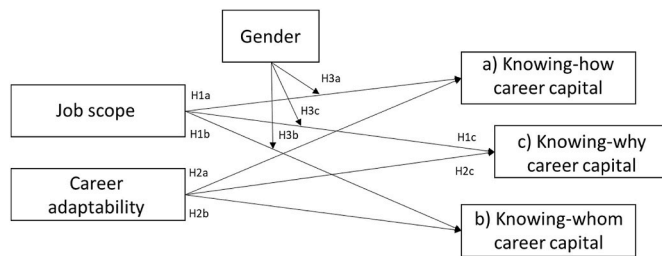 Gender
a) Knowing-how
career capital
H3a
H1a
Job scope
H3c
H3b
H1b
H1c
c) Knowing-why
career capital
H2a
H2c
Career
adaptability
H2b
b) Knowing-whom
career capital